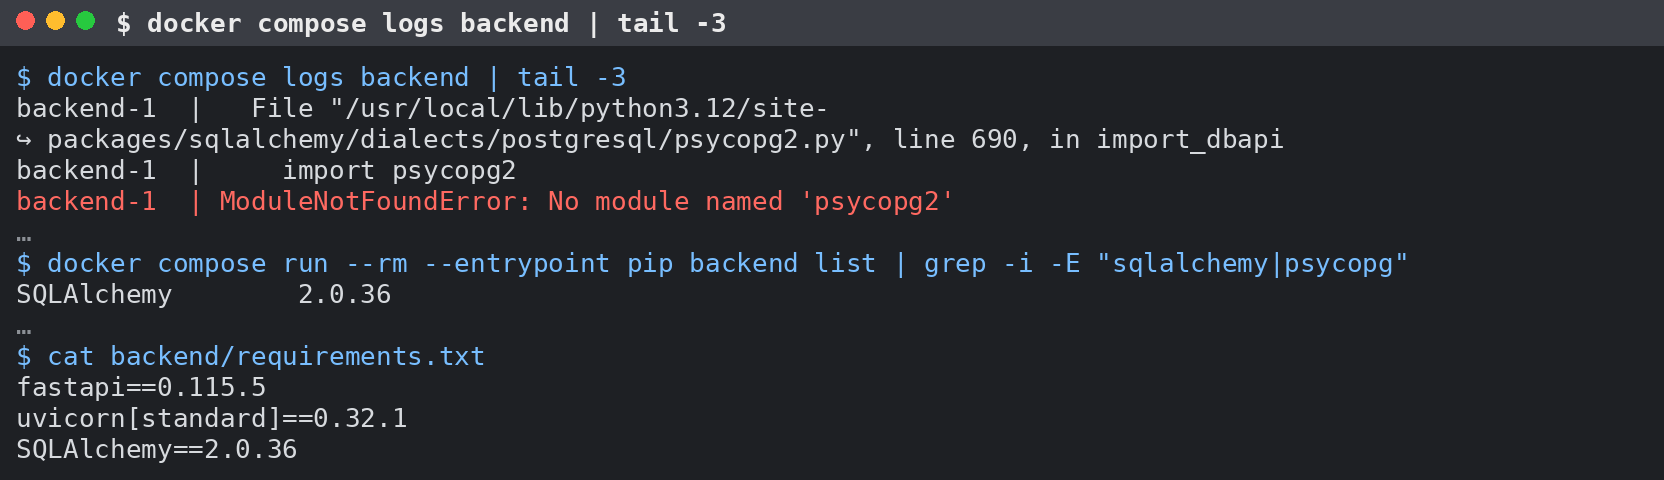 $ docker compose logs backend | tail -3
$ docker compose logs backend | tail -3
backend-1  |   File "/usr/local/lib/python3.12/site-
↪ packages/sqlalchemy/dialects/postgresql/psycopg2.py", line 690, in import_dbapi
backend-1  |     import psycopg2
backend-1  | ModuleNotFoundError: No module named 'psycopg2'
…
$ docker compose run --rm --entrypoint pip backend list | grep -i -E "sqlalchemy|psycopg"
SQLAlchemy        2.0.36
…
$ cat backend/requirements.txt
fastapi==0.115.5
uvicorn[standard]==0.32.1
SQLAlchemy==2.0.36